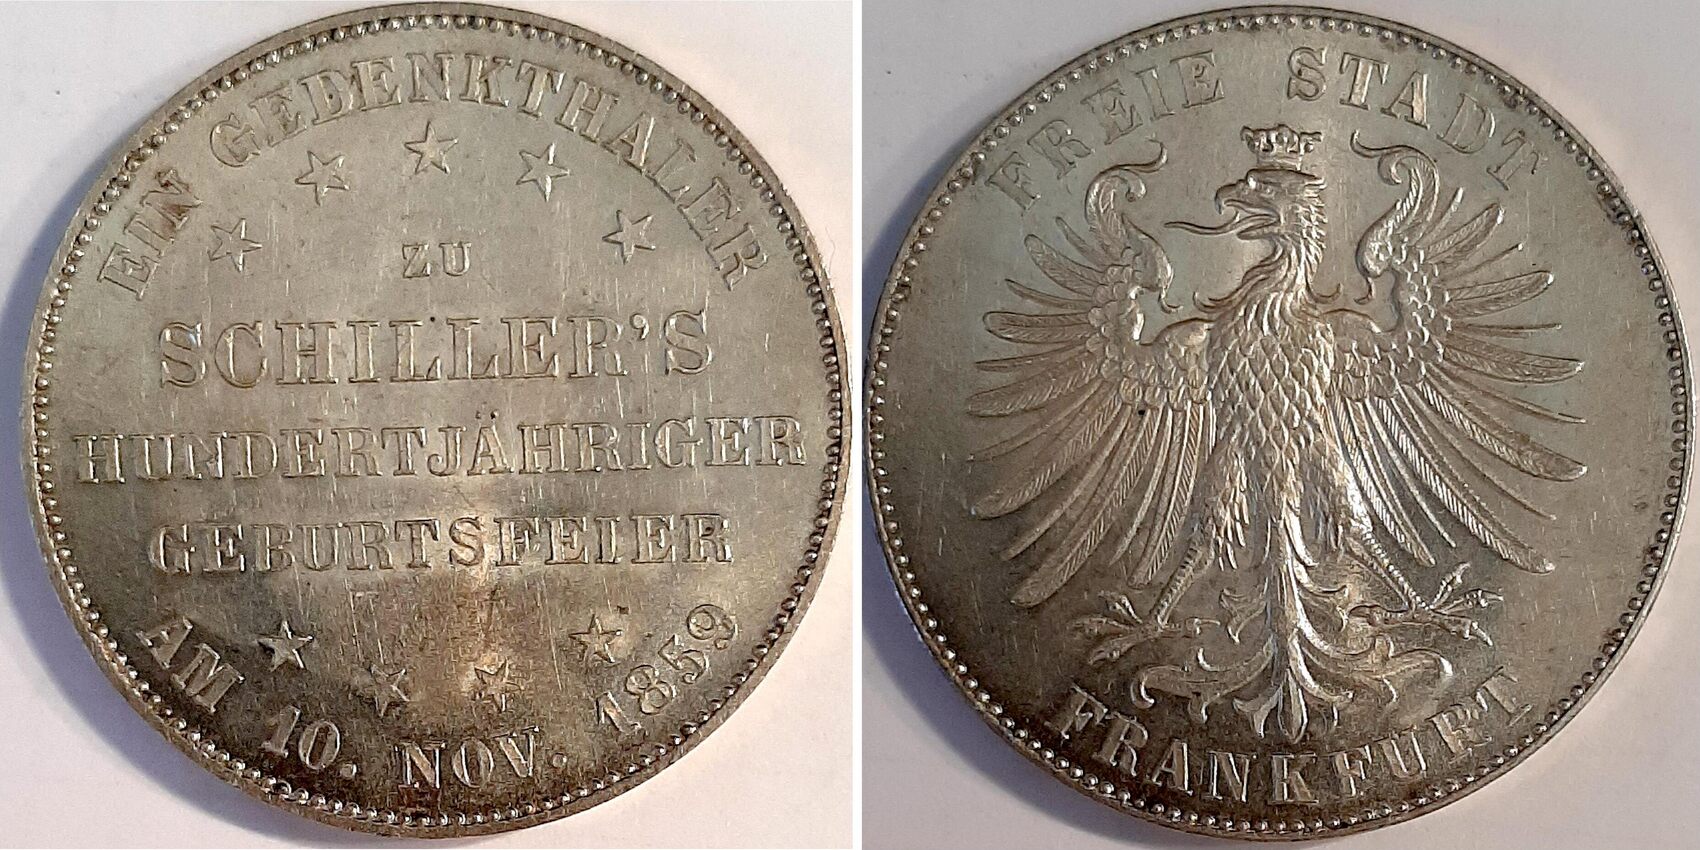 EIN GEDENKTHALER
ZU
SCHILLER'S
HUNDERTJÄHRIGER
GEBURTSFEIER
AM 10. NOV. 1859
FREIE STADT
FRANKFURT